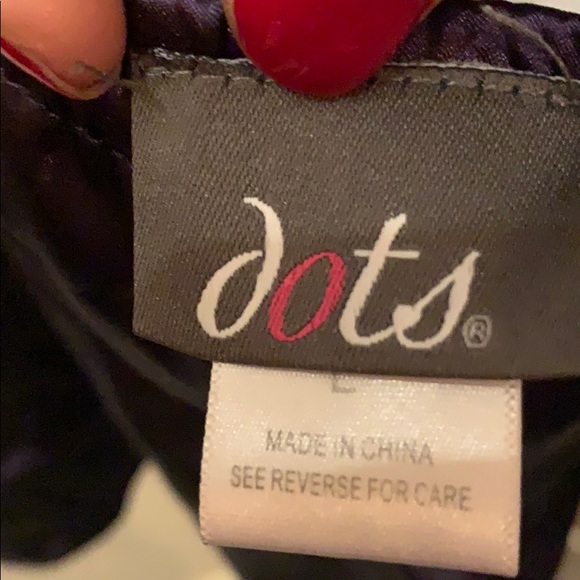 dots®
L
MADE IN CHINA
SEE REVERSE FOR CARE